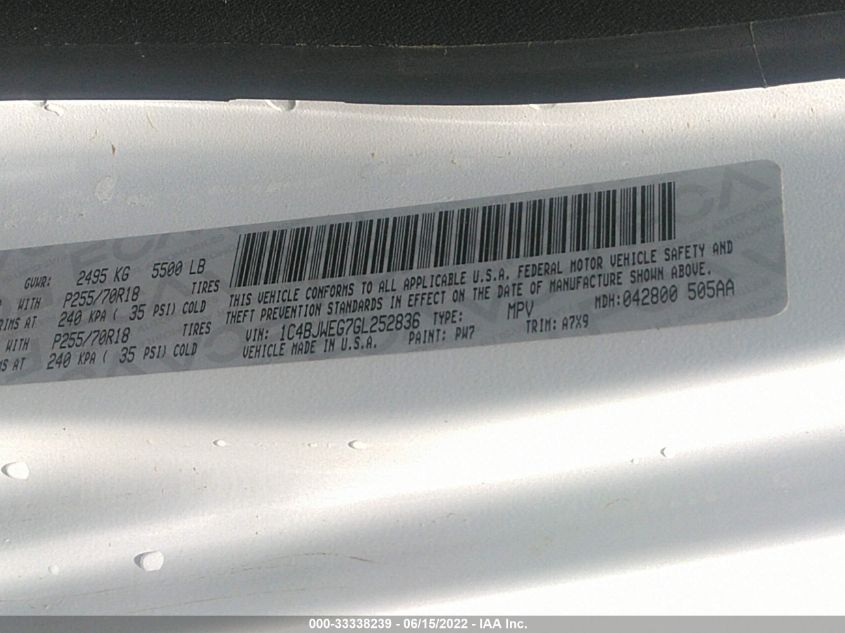 GVWR: 2495 KG 5500 LB
WITH P255/70R18 TIRES
RIMS AT 240 KPA ( 35 PSI) COLD
WITH P255/70R18 TIRES
MS AT 240 KPA ( 35 PSI) COLD
THIS VEHICLE CONFORMS TO ALL APPLICABLE U.S.A. FEDERAL MOTOR VEHICLE SAFETY AND
THEFT PREVENTION STANDARDS IN EFFECT ON THE DATE OF MANUFACTURE SHOWN ABOVE.
VIN: 1C4BJWEG7GL252836 TYPE: MPV MDH:042800 505AA
VEHICLE MADE IN U.S.A. PAINT: PW7 TRIM: A7X9
000-33338239 - 06/15/2022 - IAA Inc.